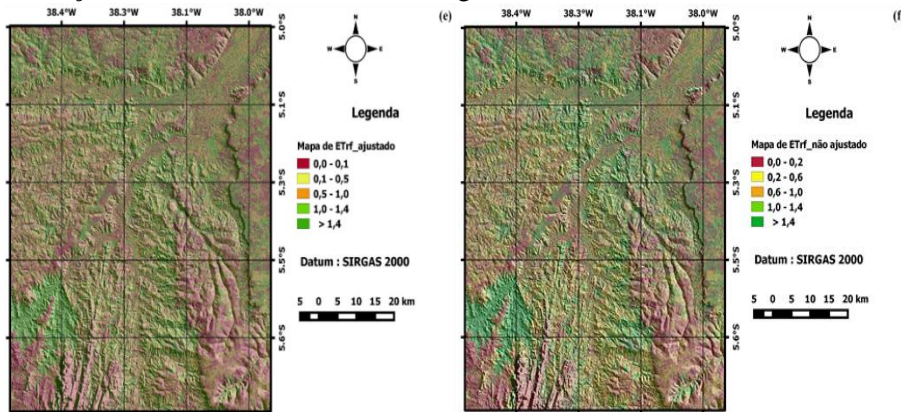 38.4°W 38.3°W 38.1°W 38.0°W
(e)
5.0°S
5.1°S
5.3°S
5.5°S
5.6°S
N
W E
S
Legenda
Mapa de ETrf_ajustado
0,0 - 0,1
0,1 - 0,5
0,5 - 1,0
1,0 - 1,4
> 1,4
Datum : SIRGAS 2000
5 0 5 10 15 20 km
38.4°W 38.3°W 38.1°W 38.0°W
(f
5.0°S
5.1°S
5.3°S
5.5°S
5.6°S
N
W E
S
Legenda
Mapa de ETrf_não ajustado
0,0 - 0,2
0,2 - 0,6
0,6 - 1,0
1,0 - 1,4
> 1,4
Datum : SIRGAS 2000
5 0 5 10 15 20 km